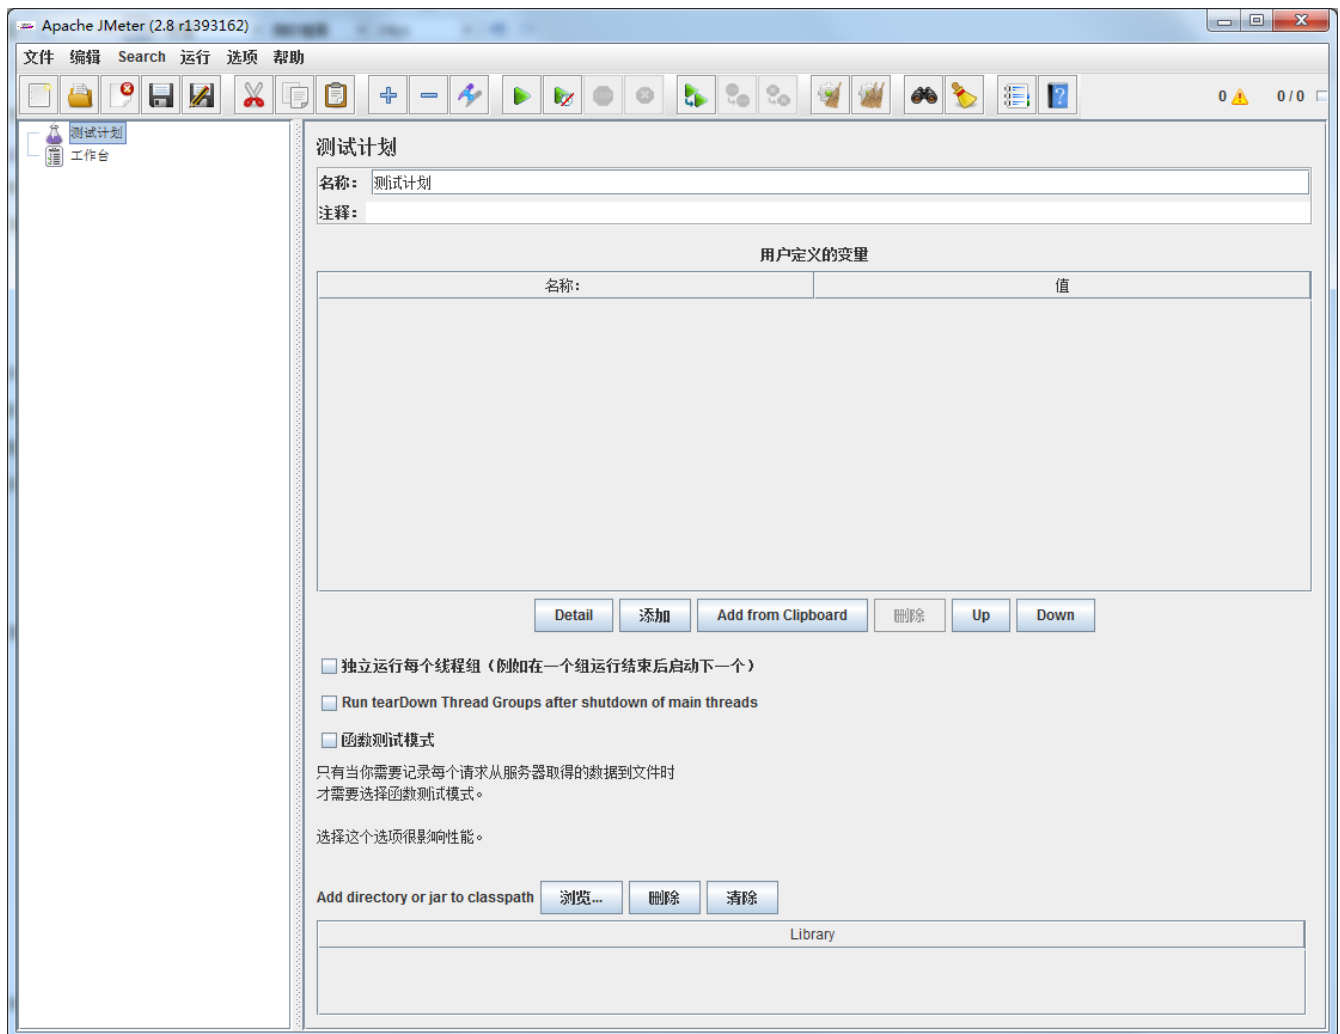 Apache JMeter (2.8 r1393162)
文件 编辑 Search 运行 选项 帮助
0 0 / 0
测试计划
工作台
测试计划
名称： 测试计划
注释：
用户定义的变量
名称： 值
Detail 添加 Add from Clipboard 删除 Up Down
独立运行每个线程组（例如在一个组运行结束后启动下一个）
Run tearDown Thread Groups after shutdown of main threads
函数测试模式
只有当你需要记录每个请求从服务器取得的数据到文件时
才需要选择函数测试模式。
选择这个选项很影响性能。
Add directory or jar to classpath 浏览... 删除 清除
Library